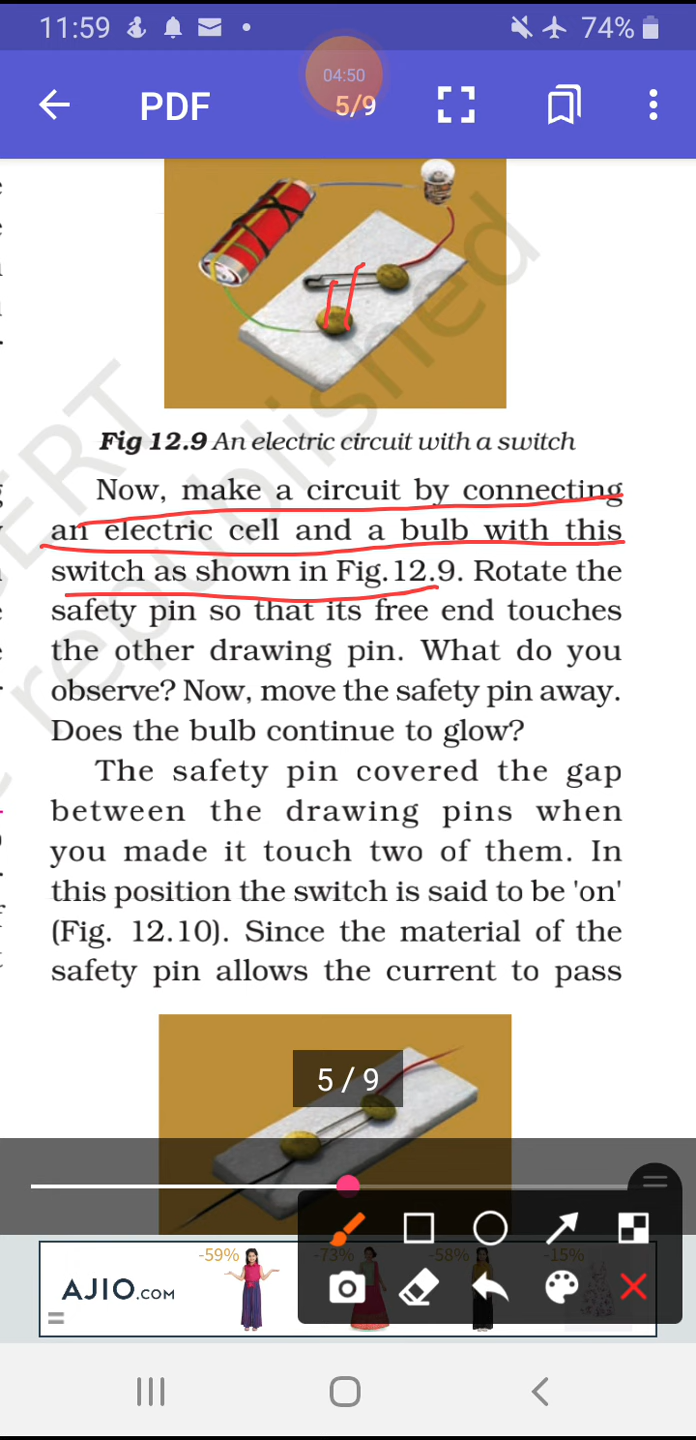 11:59
74%
04:50
PDF
5/9
Fig 12.9 An electric circuit with a switch
Now, make a circuit by connecting
an electric cell and a bulb with this
switch as shown in Fig.12.9. Rotate the
safety pin so that its free end touches
the other drawing pin. What do you
observe? Now, move the safety pin away.
Does the bulb continue to glow?
The safety pin covered the gap
between the drawing pins when
you made it touch two of them. In
this position the switch is said to be 'on'
(Fig. 12.10). Since the material of the
safety pin allows the current to pass
republished
5 / 9
-59%
-73%
-58%
-15%
AJIO.COM